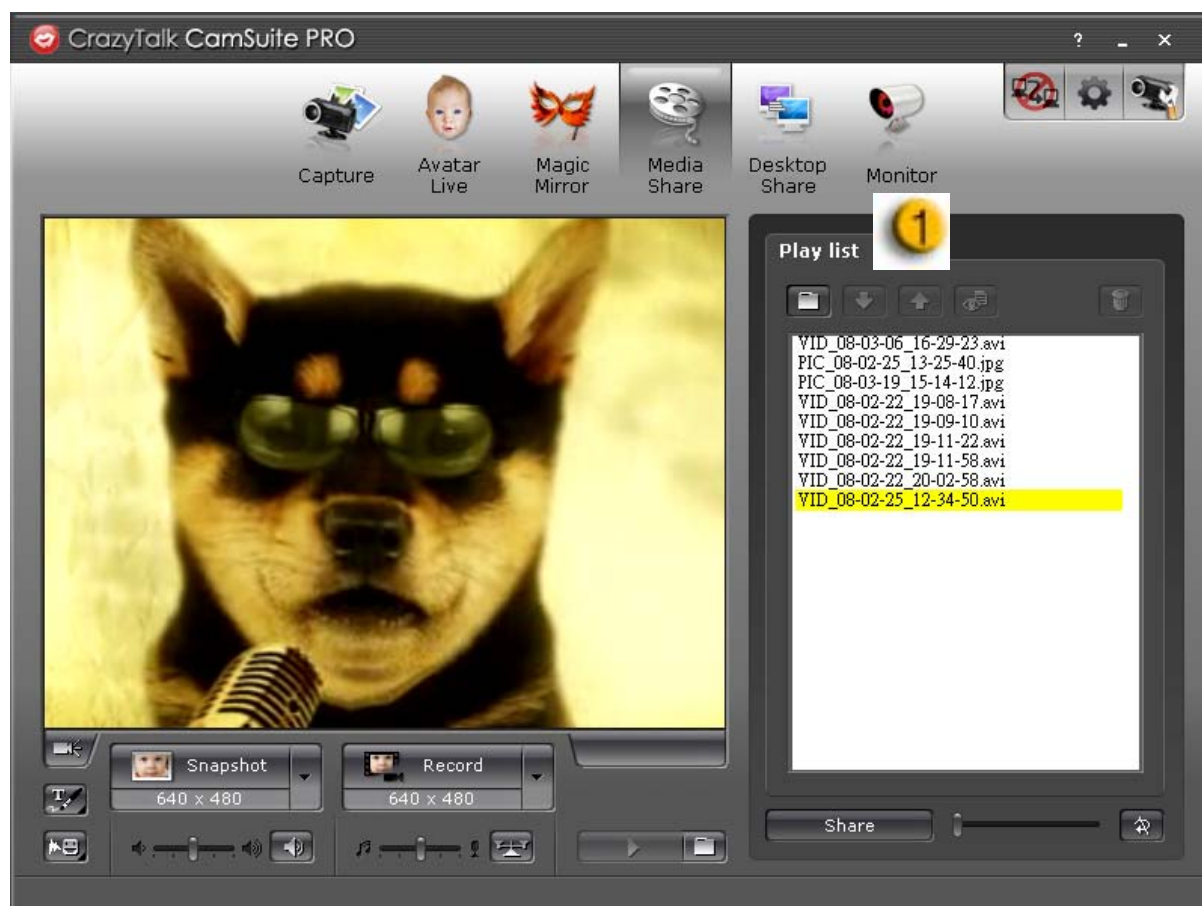 CrazyTalk CamSuite PRO
?
Capture
Avatar
Live
Magic
Mirror
Media
Share
Desktop
Share
Monitor
1
Play list
VID_08-03-06_16-29-23.avi
PIC_08-02-25_13-25-40.jpg
PIC_08-03-19_15-14-12.jpg
VID_08-02-22_19-08-17.avi
VID_08-02-22_19-09-10.avi
VID_08-02-22_19-11-22.avi
VID_08-02-22_19-11-58.avi
VID_08-02-22_20-02-58.avi
VID_08-02-25_12-34-50.avi
Snapshot
640 x 480
Record
640 x 480
T
Share